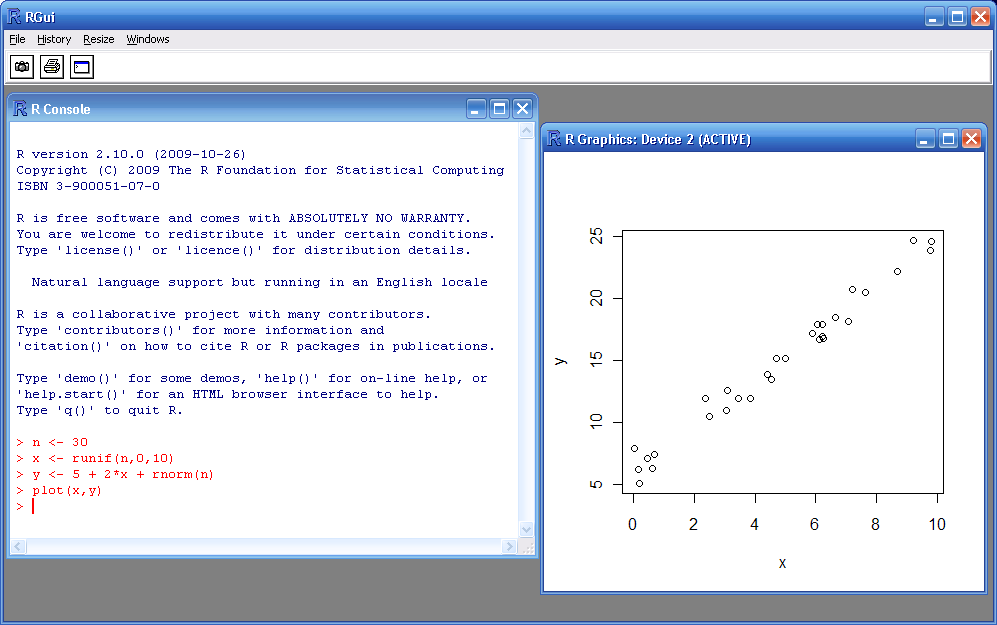 RGui
File History Resize Windows
R Console
R version 2.10.0 (2009-10-26)
Copyright (C) 2009 The R Foundation for Statistical Computing
ISBN 3-900051-07-0
R is free software and comes with ABSOLUTELY NO WARRANTY.
You are welcome to redistribute it under certain conditions.
Type 'license()' or 'licence()' for distribution details.
Natural language support but running in an English locale
R is a collaborative project with many contributors.
Type 'contributors()' for more information and
'citation()' on how to cite R or R packages in publications.
Type 'demo()' for some demos, 'help()' for on-line help, or
'help.start()' for an HTML browser interface to help.
Type 'q()' to quit R.
> n <- 30
> x <- runif(n,0,10)
> y <- 5 + 2*x + rnorm(n)
> plot(x,y)
>
R Graphics: Device 2 (ACTIVE)
25
20
15
10
5
y
0 2 4 6 8 10
x